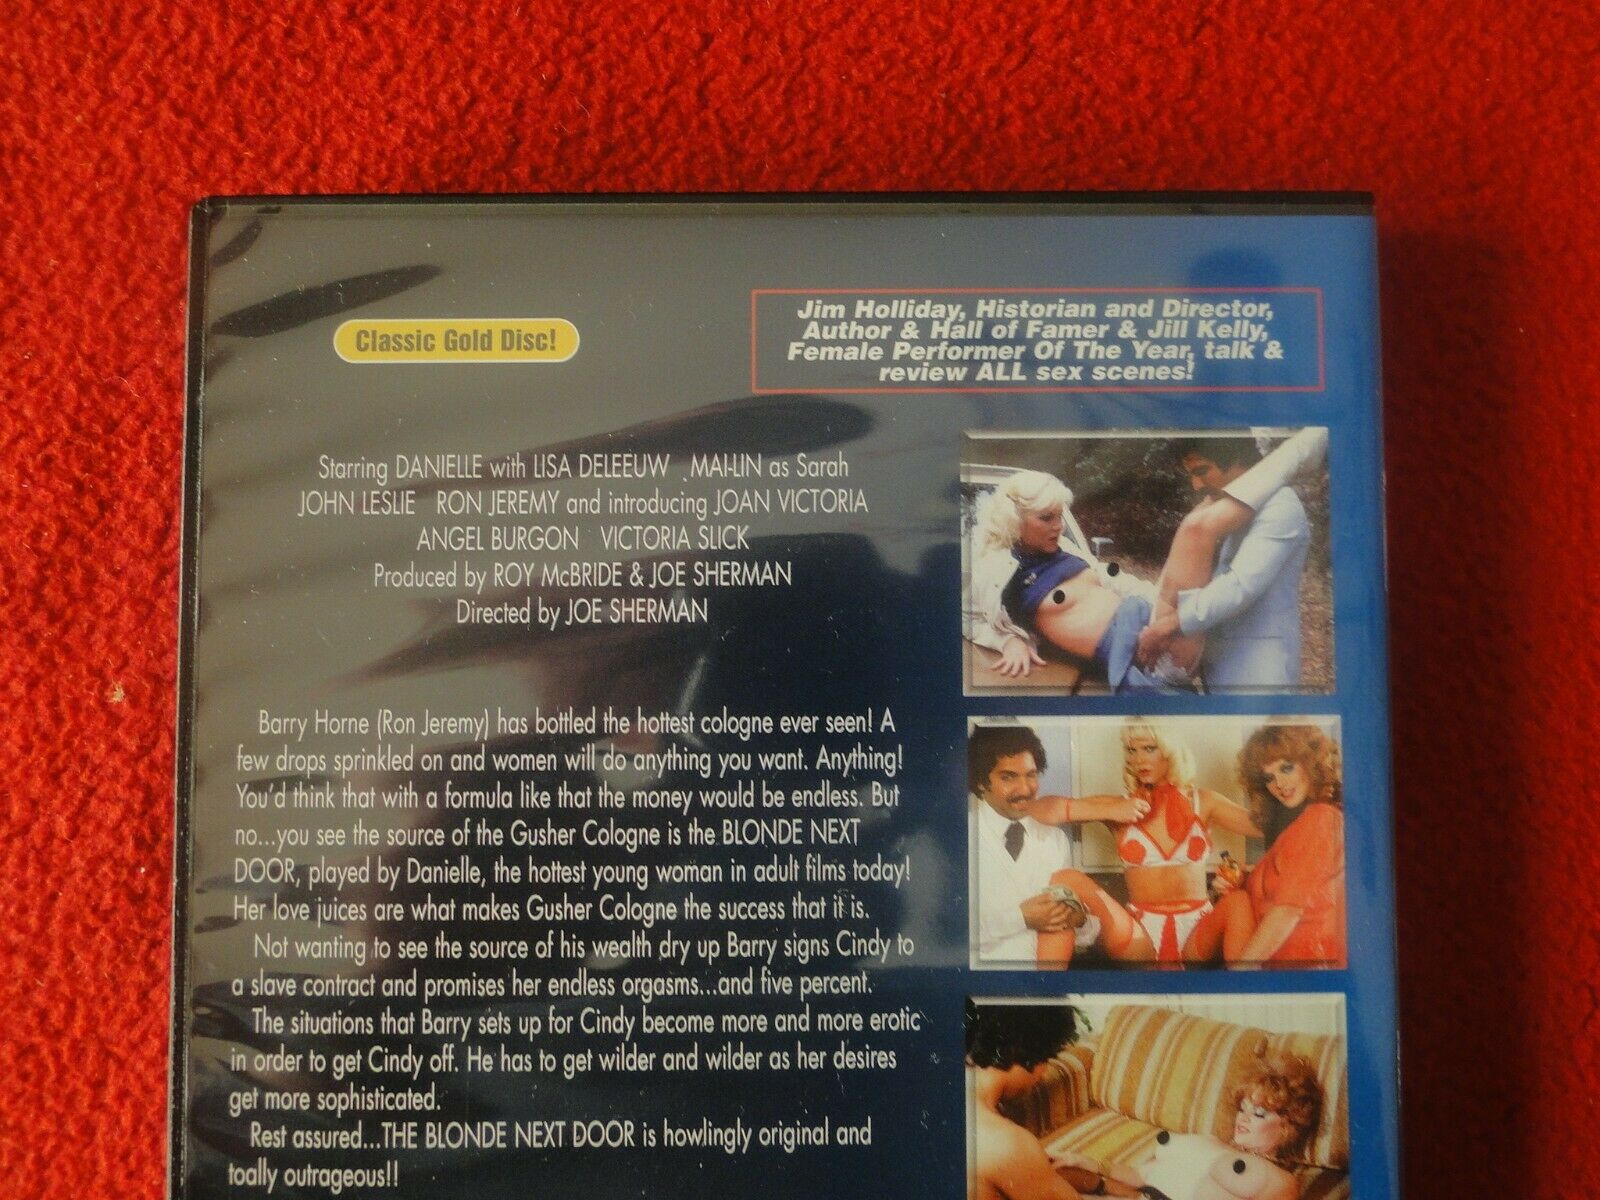 Classic Gold Disc!
Jim Holliday, Historian and Director,
Author & Hall of Famer & Jill Kelly,
Female Performer Of The Year, talk &
review ALL sex scenes!
Starring DANIELLE with LISA DELEEUW MAI-LIN as Sarah
JOHN LESLIE RON JEREMY and introducing JOAN VICTORIA
ANGEL BURGON VICTORIA SLICK
Produced by ROY McBRIDE & JOE SHERMAN
Directed by JOE SHERMAN
Barry Horne (Ron Jeremy) has bottled the hottest cologne ever seen! A
few drops sprinkled on and women will do anything you want. Anything!
You'd think that with a formula like that the money would be endless. But
no...you see the source of the Gusher Cologne is the BLONDE NEXT
DOOR, played by Danielle, the hottest young woman in adult films today!
Her love juices are what makes Gusher Cologne the success that it is.
Not wanting to see the source of his wealth dry up Barry signs Cindy to
a slave contract and promises her endless orgasms...and five percent.
The situations that Barry sets up for Cindy become more and more erotic
in order to get Cindy off. He has to get wilder and wilder as her desires
get more sophisticated.
Rest assured...THE BLONDE NEXT DOOR is howlingly original and
toally outrageous!!